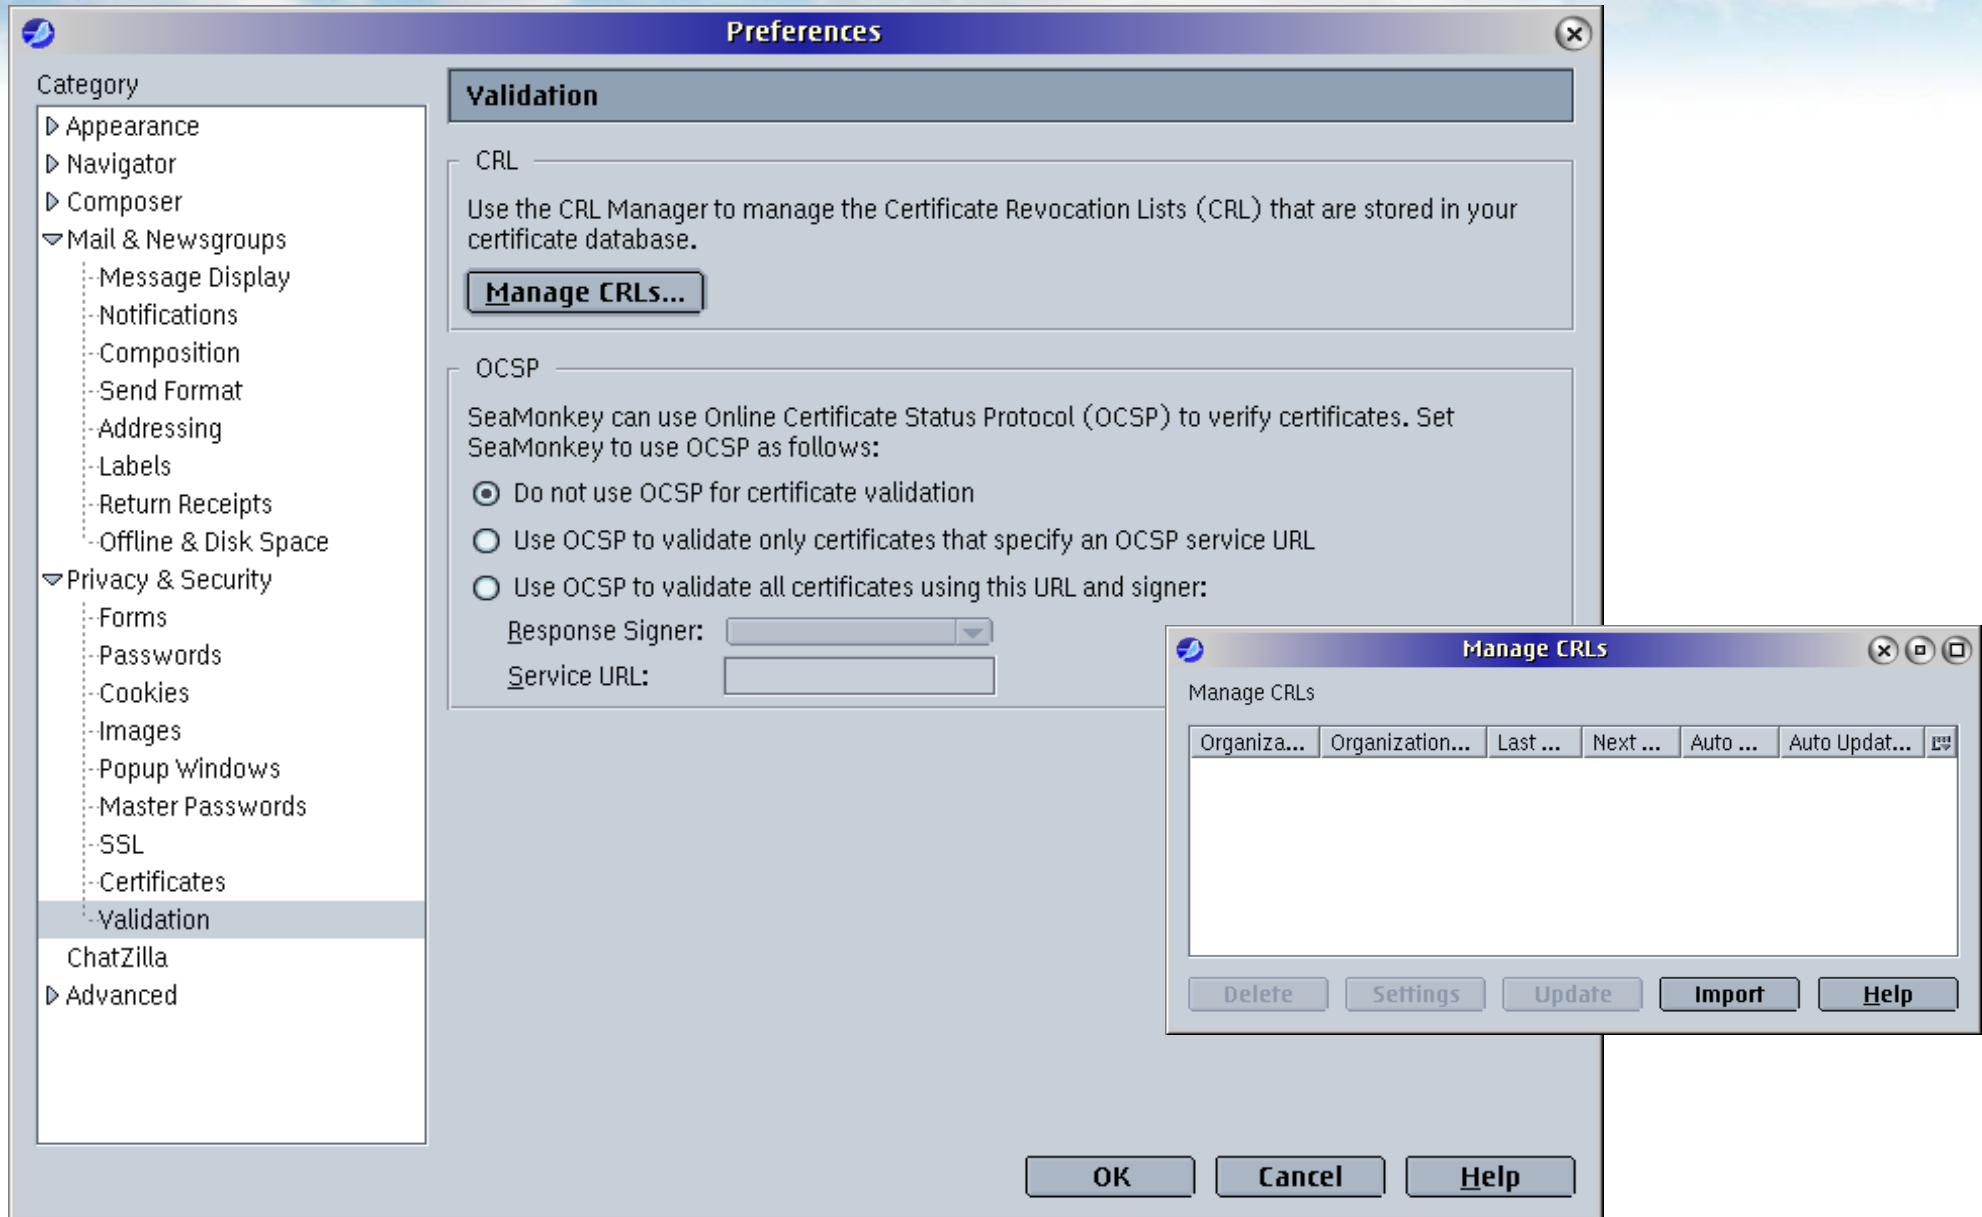 Preferences
Category
Appearance
Navigator
Composer
Mail & Newsgroups
Message Display
Notifications
Composition
Send Format
Addressing
Labels
Return Receipts
Offline & Disk Space
Privacy & Security
Forms
Passwords
Cookies
Images
Popup Windows
Master Passwords
SSL
Certificates
Validation
ChatZilla
Advanced
Validation
CRL
Use the CRL Manager to manage the Certificate Revocation Lists (CRL) that are stored in your
certificate database.
Manage CRLs...
OCSP
SeaMonkey can use Online Certificate Status Protocol (OCSP) to verify certificates. Set
SeaMonkey to use OCSP as follows:
Do not use OCSP for certificate validation
Use OCSP to validate only certificates that specify an OCSP service URL
Use OCSP to validate all certificates using this URL and signer:
Response Signer:
Service URL:
OK Cancel Help
Manage CRLs
Manage CRLs
Organiza... Organization... Last ... Next ... Auto ... Auto Updat...
Delete Settings Update Import Help